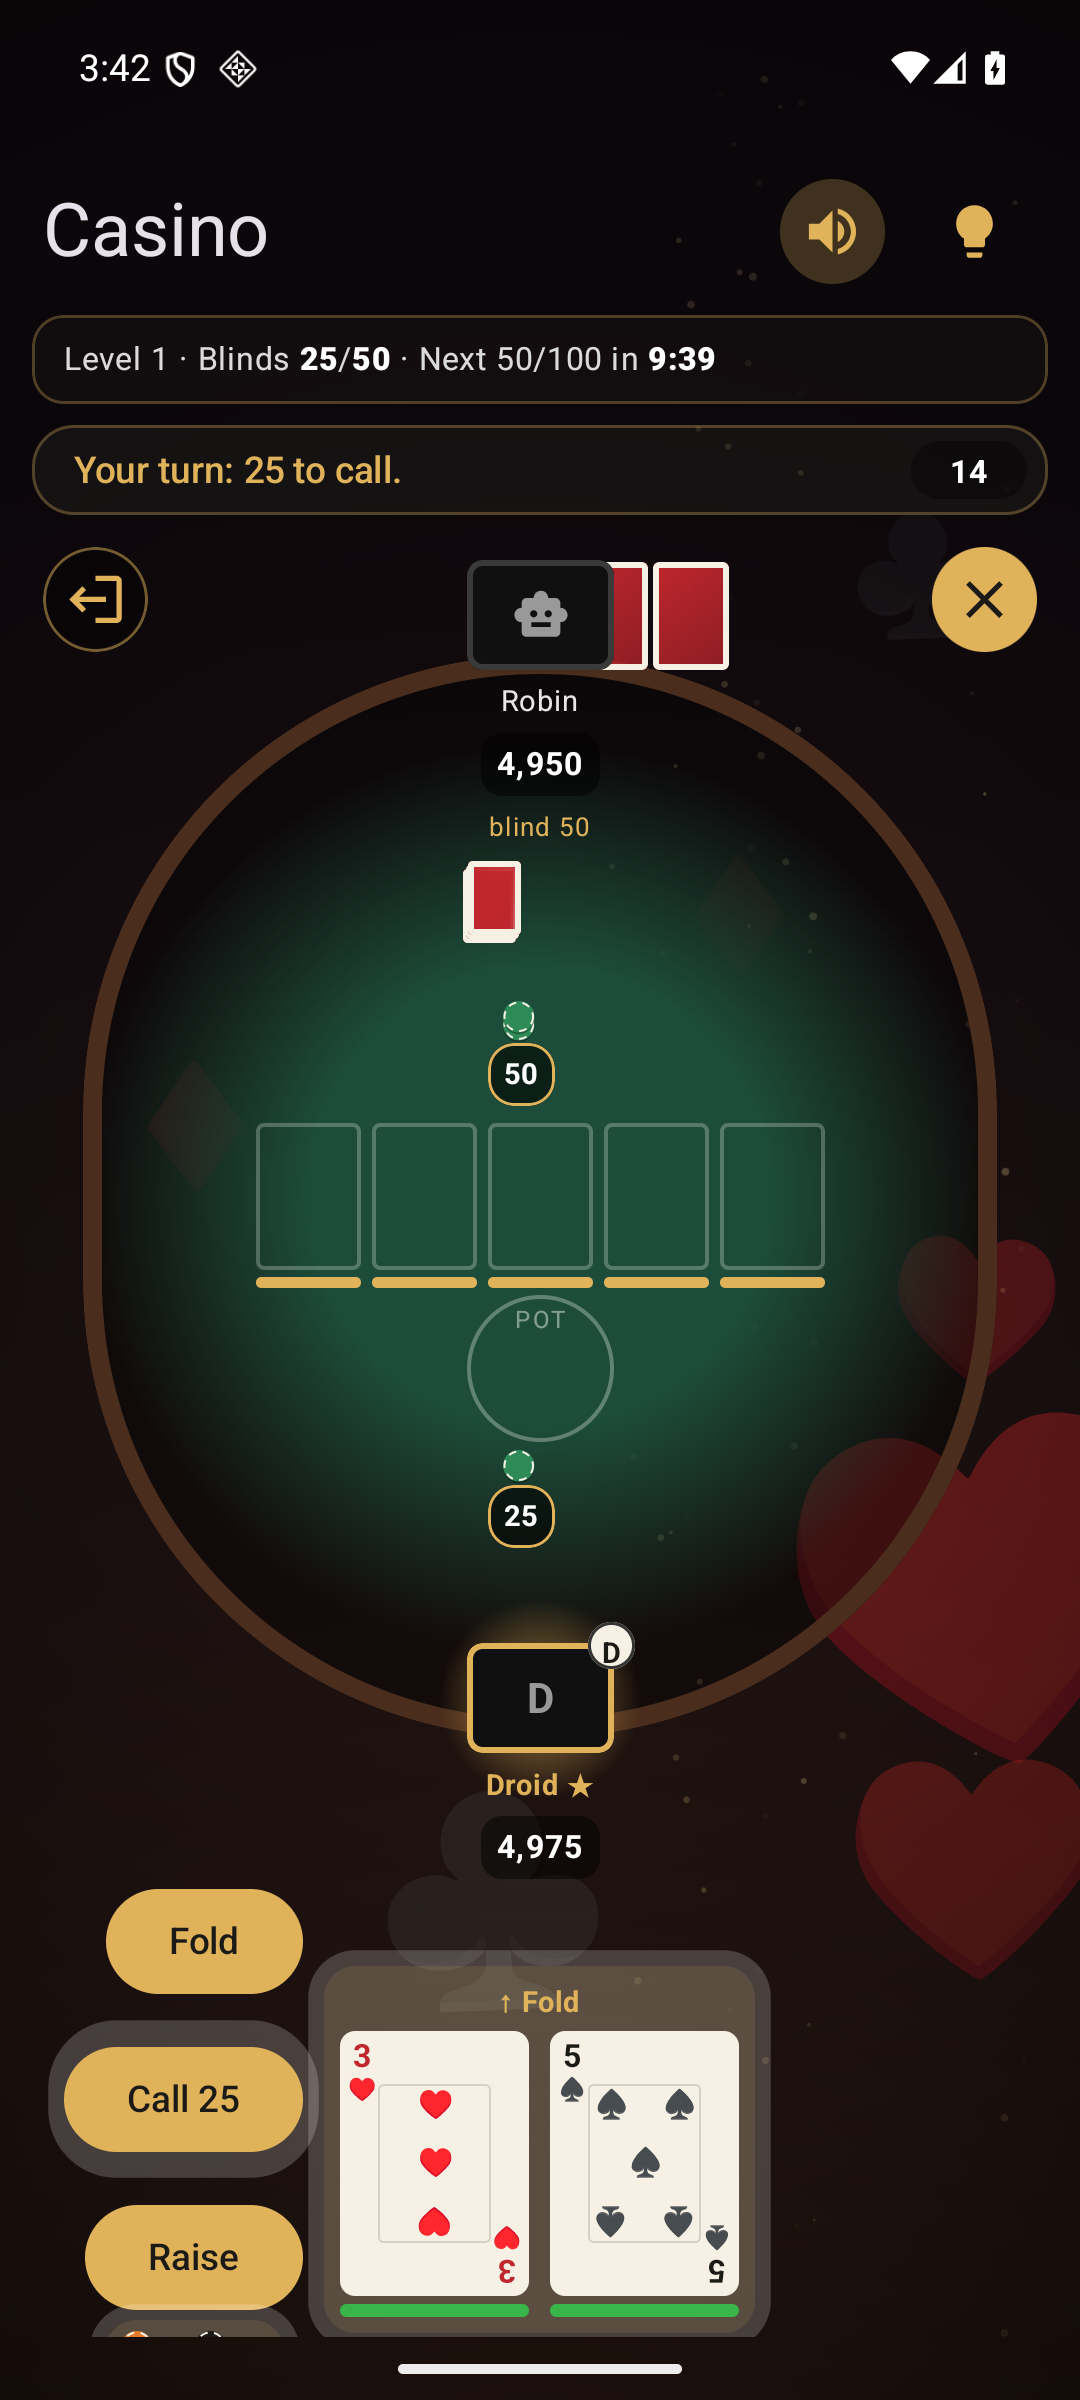 3:42
Casino
Level 1 · Blinds 25/50 · Next 50/100 in 9:39
Your turn: 25 to call.
14
Robin
4,950
blind 50
50
POT
25
D
D
Droid ★
4,975
Fold
↑ Fold
3
5
Call 25
Raise
3
5